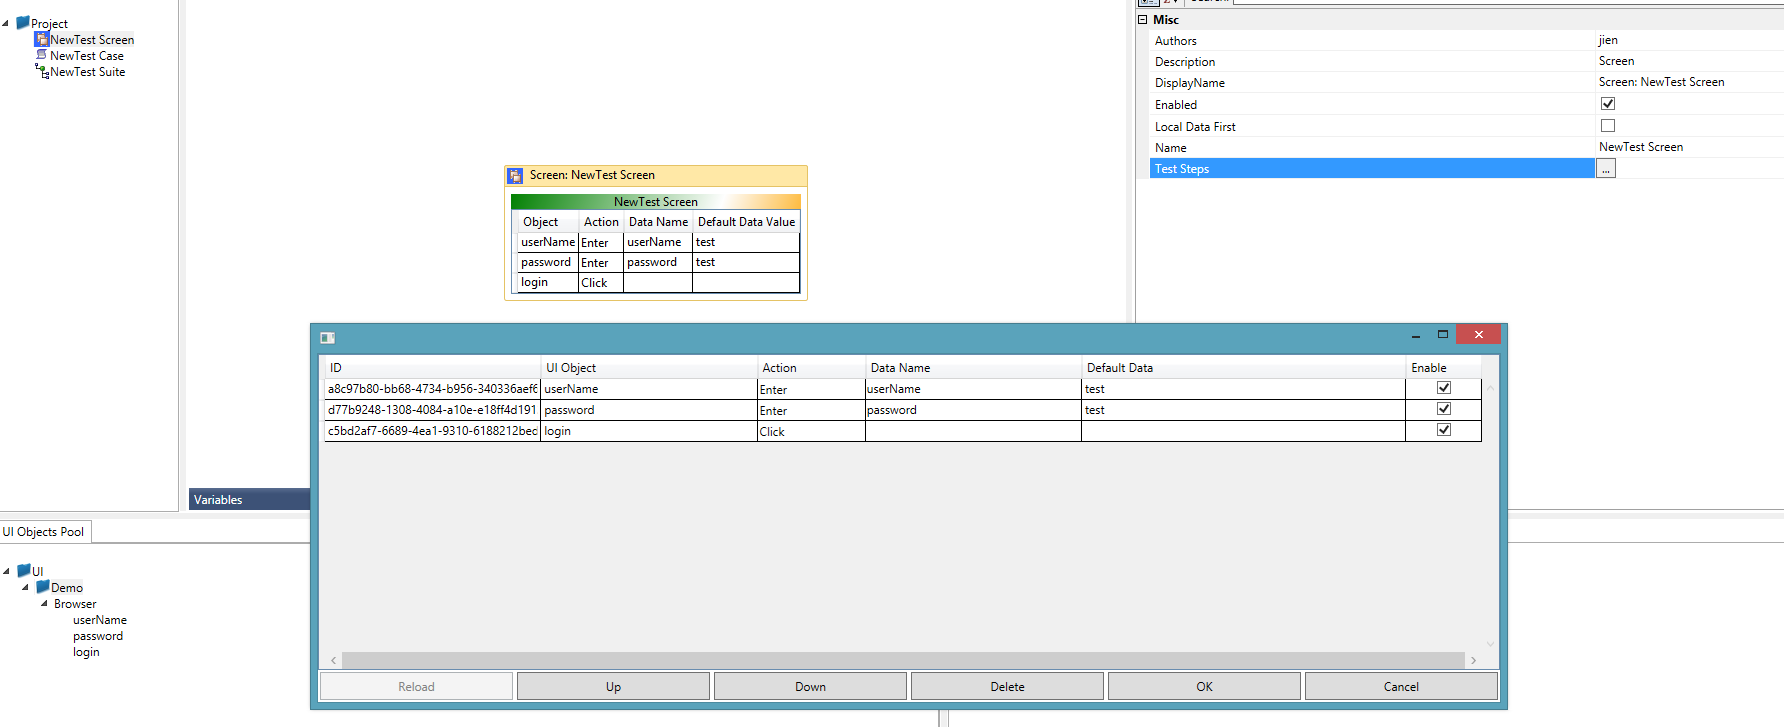 Project
NewTest Screen
NewTest Case
NewTest Suite
Misc
Authors jien
Description Screen
DisplayName Screen: NewTest Screen
Enabled
Local Data First
Name NewTest Screen
Test Steps ...
Screen: NewTest Screen
NewTest Screen
Object Action Data Name Default Data Value
userName Enter userName test
password Enter password test
login Click
Variables
UI Objects Pool
UI
Demo
Browser
userName
password
login
ID UI Object Action Data Name Default Data Enable
a8c97b80-bb68-4734-b956-340336aef6 userName Enter userName test
d77b9248-1308-4084-a10e-e18ff4d191 password Enter password test
c5bd2af7-6689-4ea1-9310-6188212bed login Click
Reload Up Down Delete OK Cancel